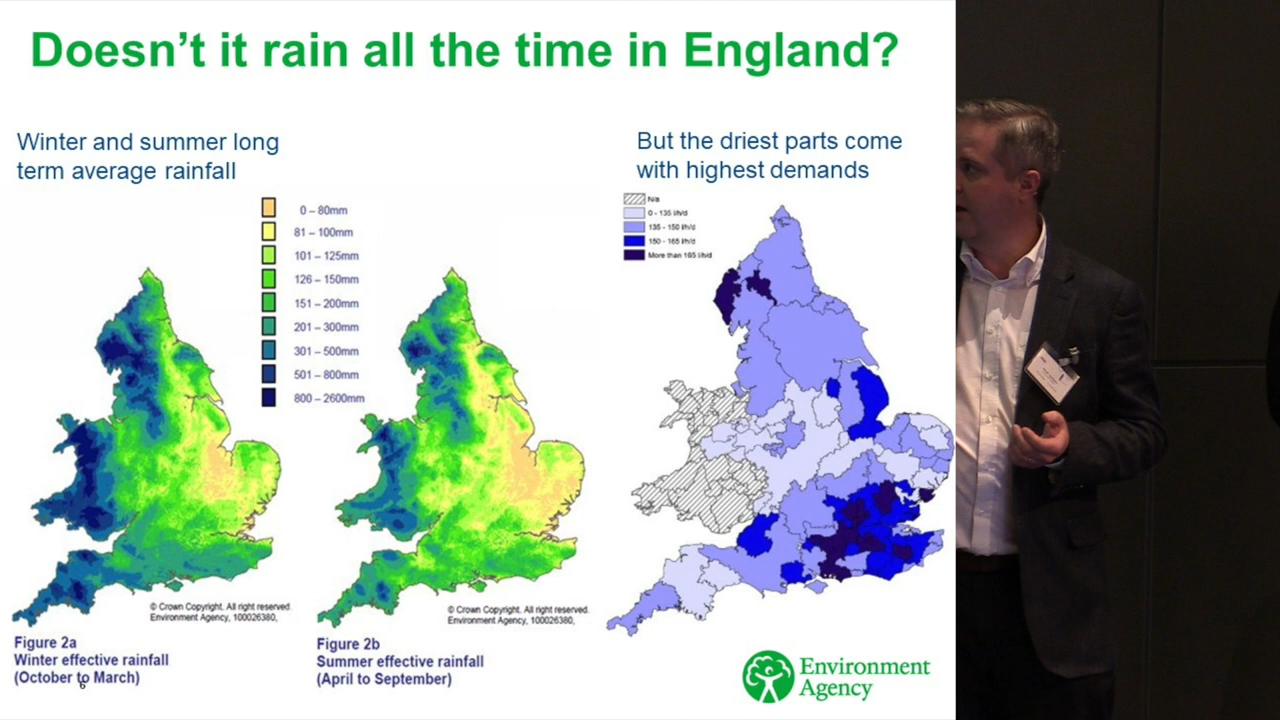 Doesn’t it rain all the time in England?
Winter and summer long
term average rainfall
But the driest parts come
with highest demands
0 – 80mm
81 – 100mm
101 – 125mm
126 – 150mm
151 – 200mm
201 – 300mm
301 – 500mm
501 – 800mm
800 – 2600mm
N/a
0 - 135 l/h/d
135 - 150 l/h/d
150 - 165 l/h/d
More than 165 l/h/d
© Crown Copyright. All right reserved.
Environment Agency, 100026380,
© Crown Copyright. All right reserved.
Environment Agency, 100026380,
Figure 2a
Winter effective rainfall
(October to March)
6
Figure 2b
Summer effective rainfall
(April to September)
Environment
Agency